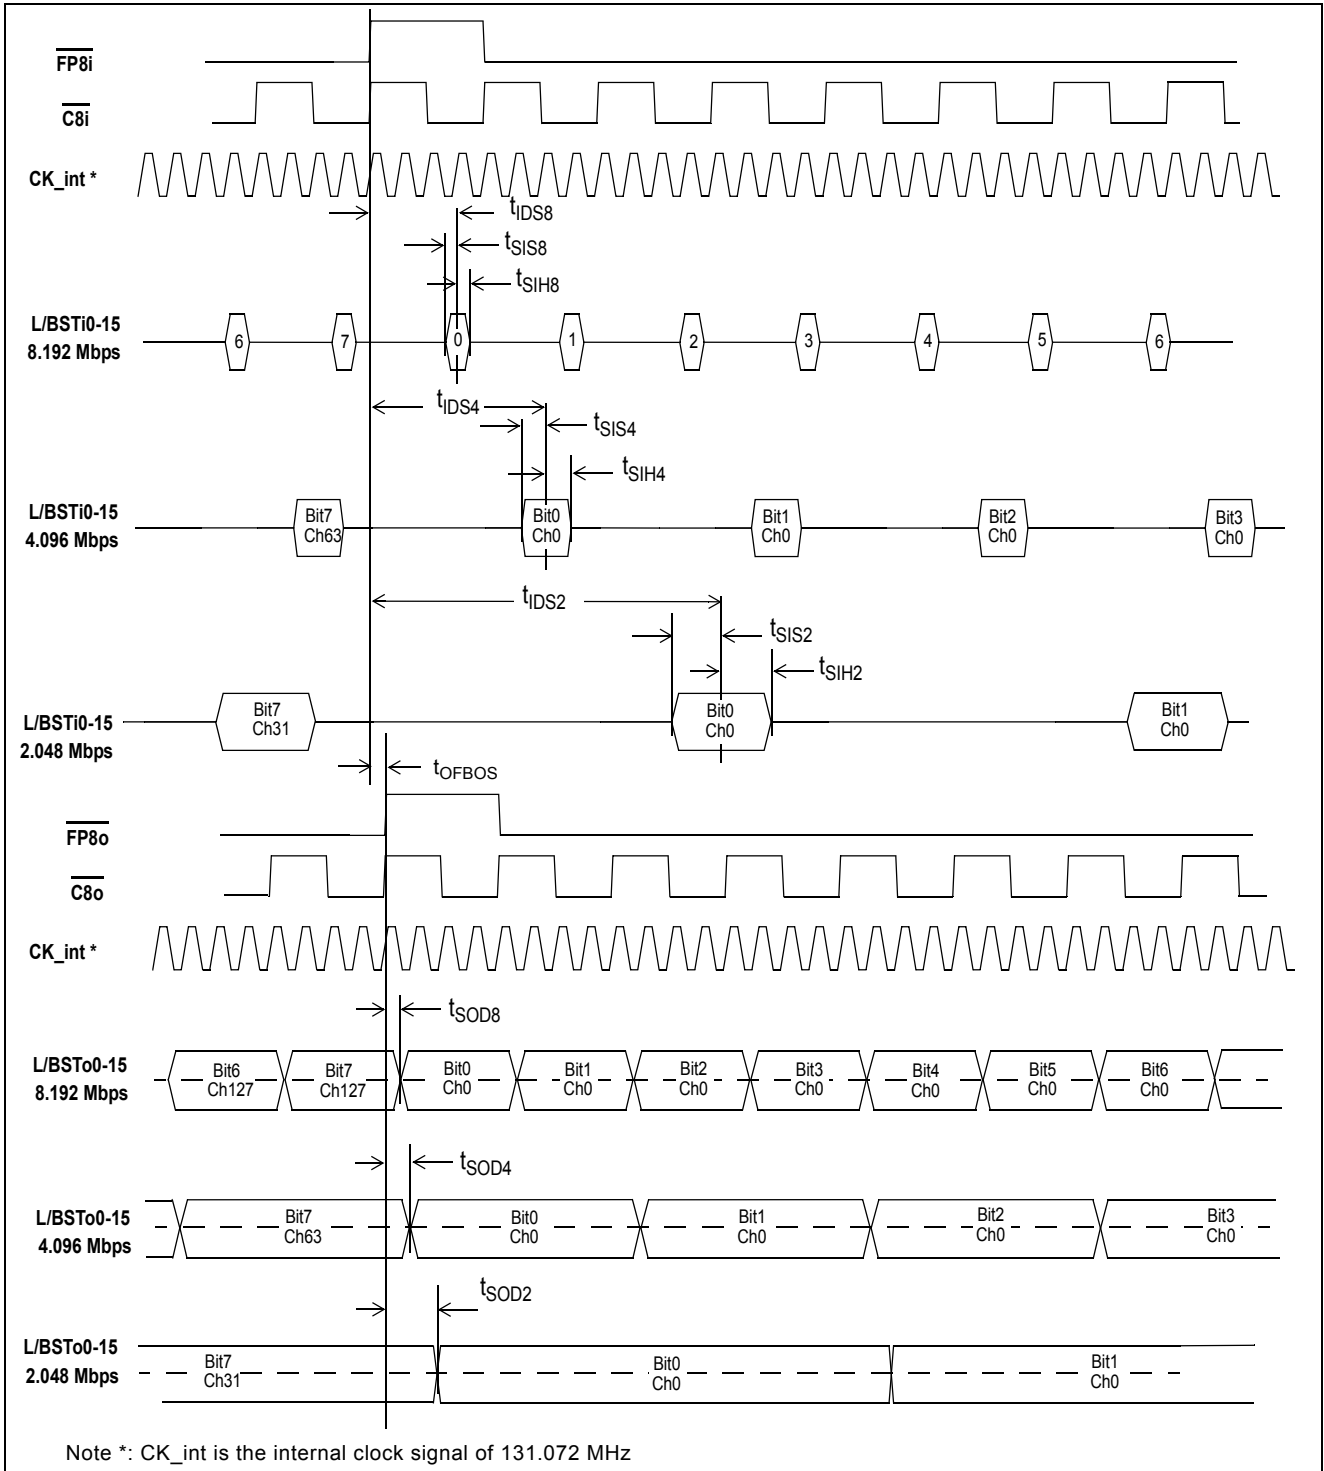 FP8i
C8i
CK_int *
tIDS8
tSIS8
tSIH8
L/BSTi0-15
8.192 Mbps
6 7 0 1 2 3 4 5 6
tIDS4
tSIS4
tSIH4
L/BSTi0-15
4.096 Mbps
Bit7 Bit0 Bit1 Bit2 Bit3
Ch63 Ch0 Ch0 Ch0 Ch0
tIDS2
tSIS2
tSIH2
L/BSTi0-15
2.048 Mbps
Bit7 Bit0 Bit1
Ch31 Ch0 Ch0
tOFBOS
FP8o
C8o
CK_int *
tSOD8
L/BSTo0-15
8.192 Mbps
Bit6 Bit7 Bit0 Bit1 Bit2 Bit3 Bit4 Bit5 Bit6
Ch127 Ch127 Ch0 Ch0 Ch0 Ch0 Ch0 Ch0 Ch0
tSOD4
L/BSTo0-15
4.096 Mbps
Bit7 Bit0 Bit1 Bit2 Bit3
Ch63 Ch0 Ch0 Ch0 Ch0
tSOD2
L/BSTo0-15
2.048 Mbps
Bit7 Bit0 Bit1
Ch31 Ch0 Ch0
Note *: CK_int is the internal clock signal of 131.072 MHz